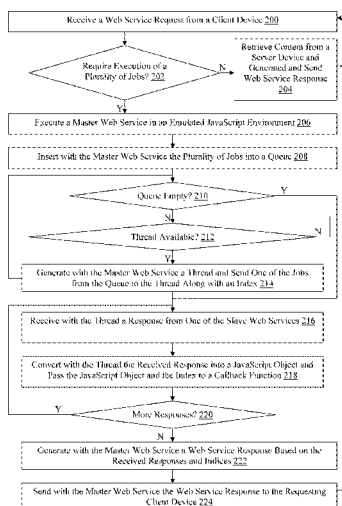 Receive a Web Service Request from a Client Device 200
Require Execution of a
Plurality of Jobs? 202
N
Retrieve Content from a
Server Device and
Generated and Send
Web Service Response
204
Y
Execute a Master Web Service in an Emulated JavaScript Environment 206
Insert with the Master Web Service the Plurality of Jobs into a Queue 208
Queue Empty? 210
Y
N
Thread Available? 212
N
Y
Generate with the Master Web Service a Thread and Send One of the Jobs
from the Queue to the Thread Along with an Index 214
Receive with the Thread a Response from One of the Slave Web Services 216
Convert with the Thread the Received Response into a JavaScript Object and
Pass the JavaScript Object and the Index to a Callback Function 218
Y
More Responses? 220
N
Generate with the Master Web Service a Web Service Response Based on the
Received Responses and Indices 222
Send with the Master Web Service the Web Service Response to the Requesting
Client Device 224